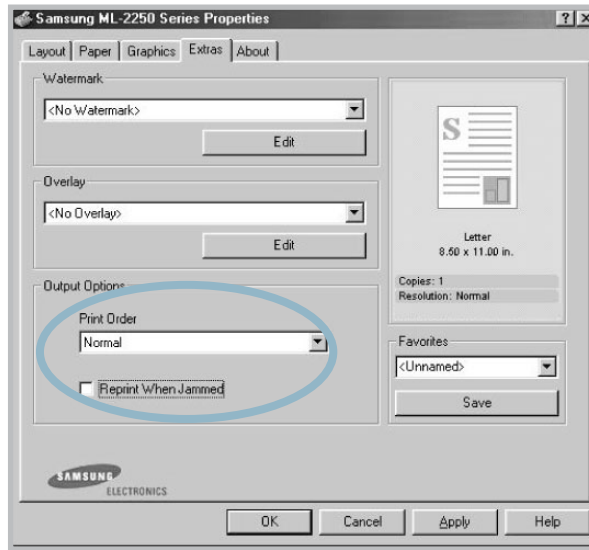 Samsung ML-2250 Series Properties
Layout Paper Graphics Extras About
Watermark
<No Watermark>
Edit
Overlay
<No Overlay>
Edit
Output Options
Print Order
Normal
Reprint When Jammed
S
Letter
8.50 x 11.00 in.
Copies: 1
Resolution: Normal
Favorites
<Unnamed>
Save
SAMSUNG
ELECTRONICS
OK Cancel Apply Help